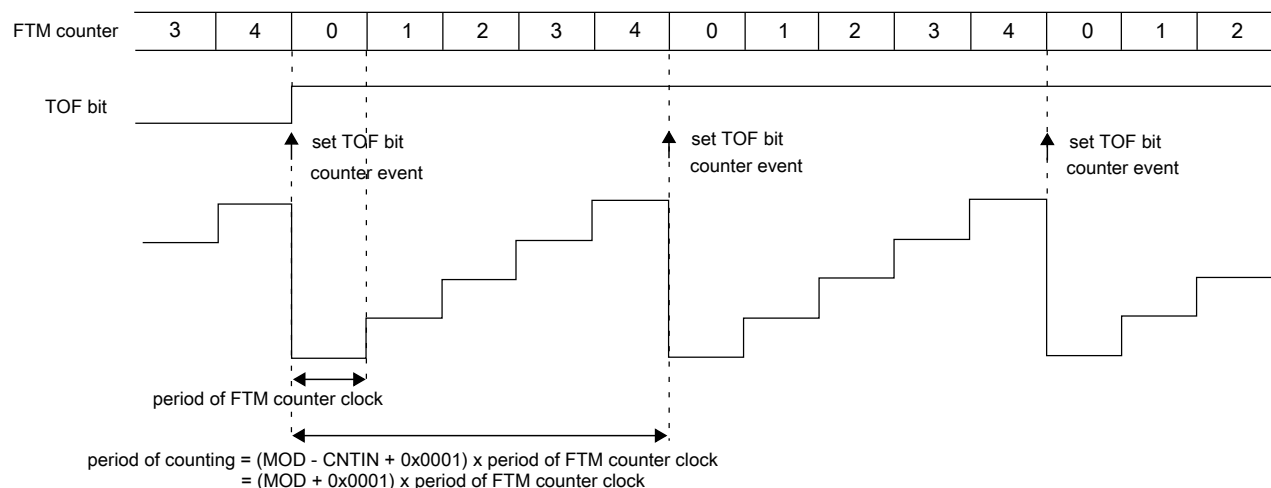 FTM counter 3 4 0 1 2 3 4 0 1 2 3 4 0 1 2
TOF bit
set TOF bit
counter event
set TOF bit
counter event
set TOF bit
counter event
period of FTM counter clock
period of counting = (MOD - CNTIN + 0x0001) x period of FTM counter clock
= (MOD + 0x0001) x period of FTM counter clock